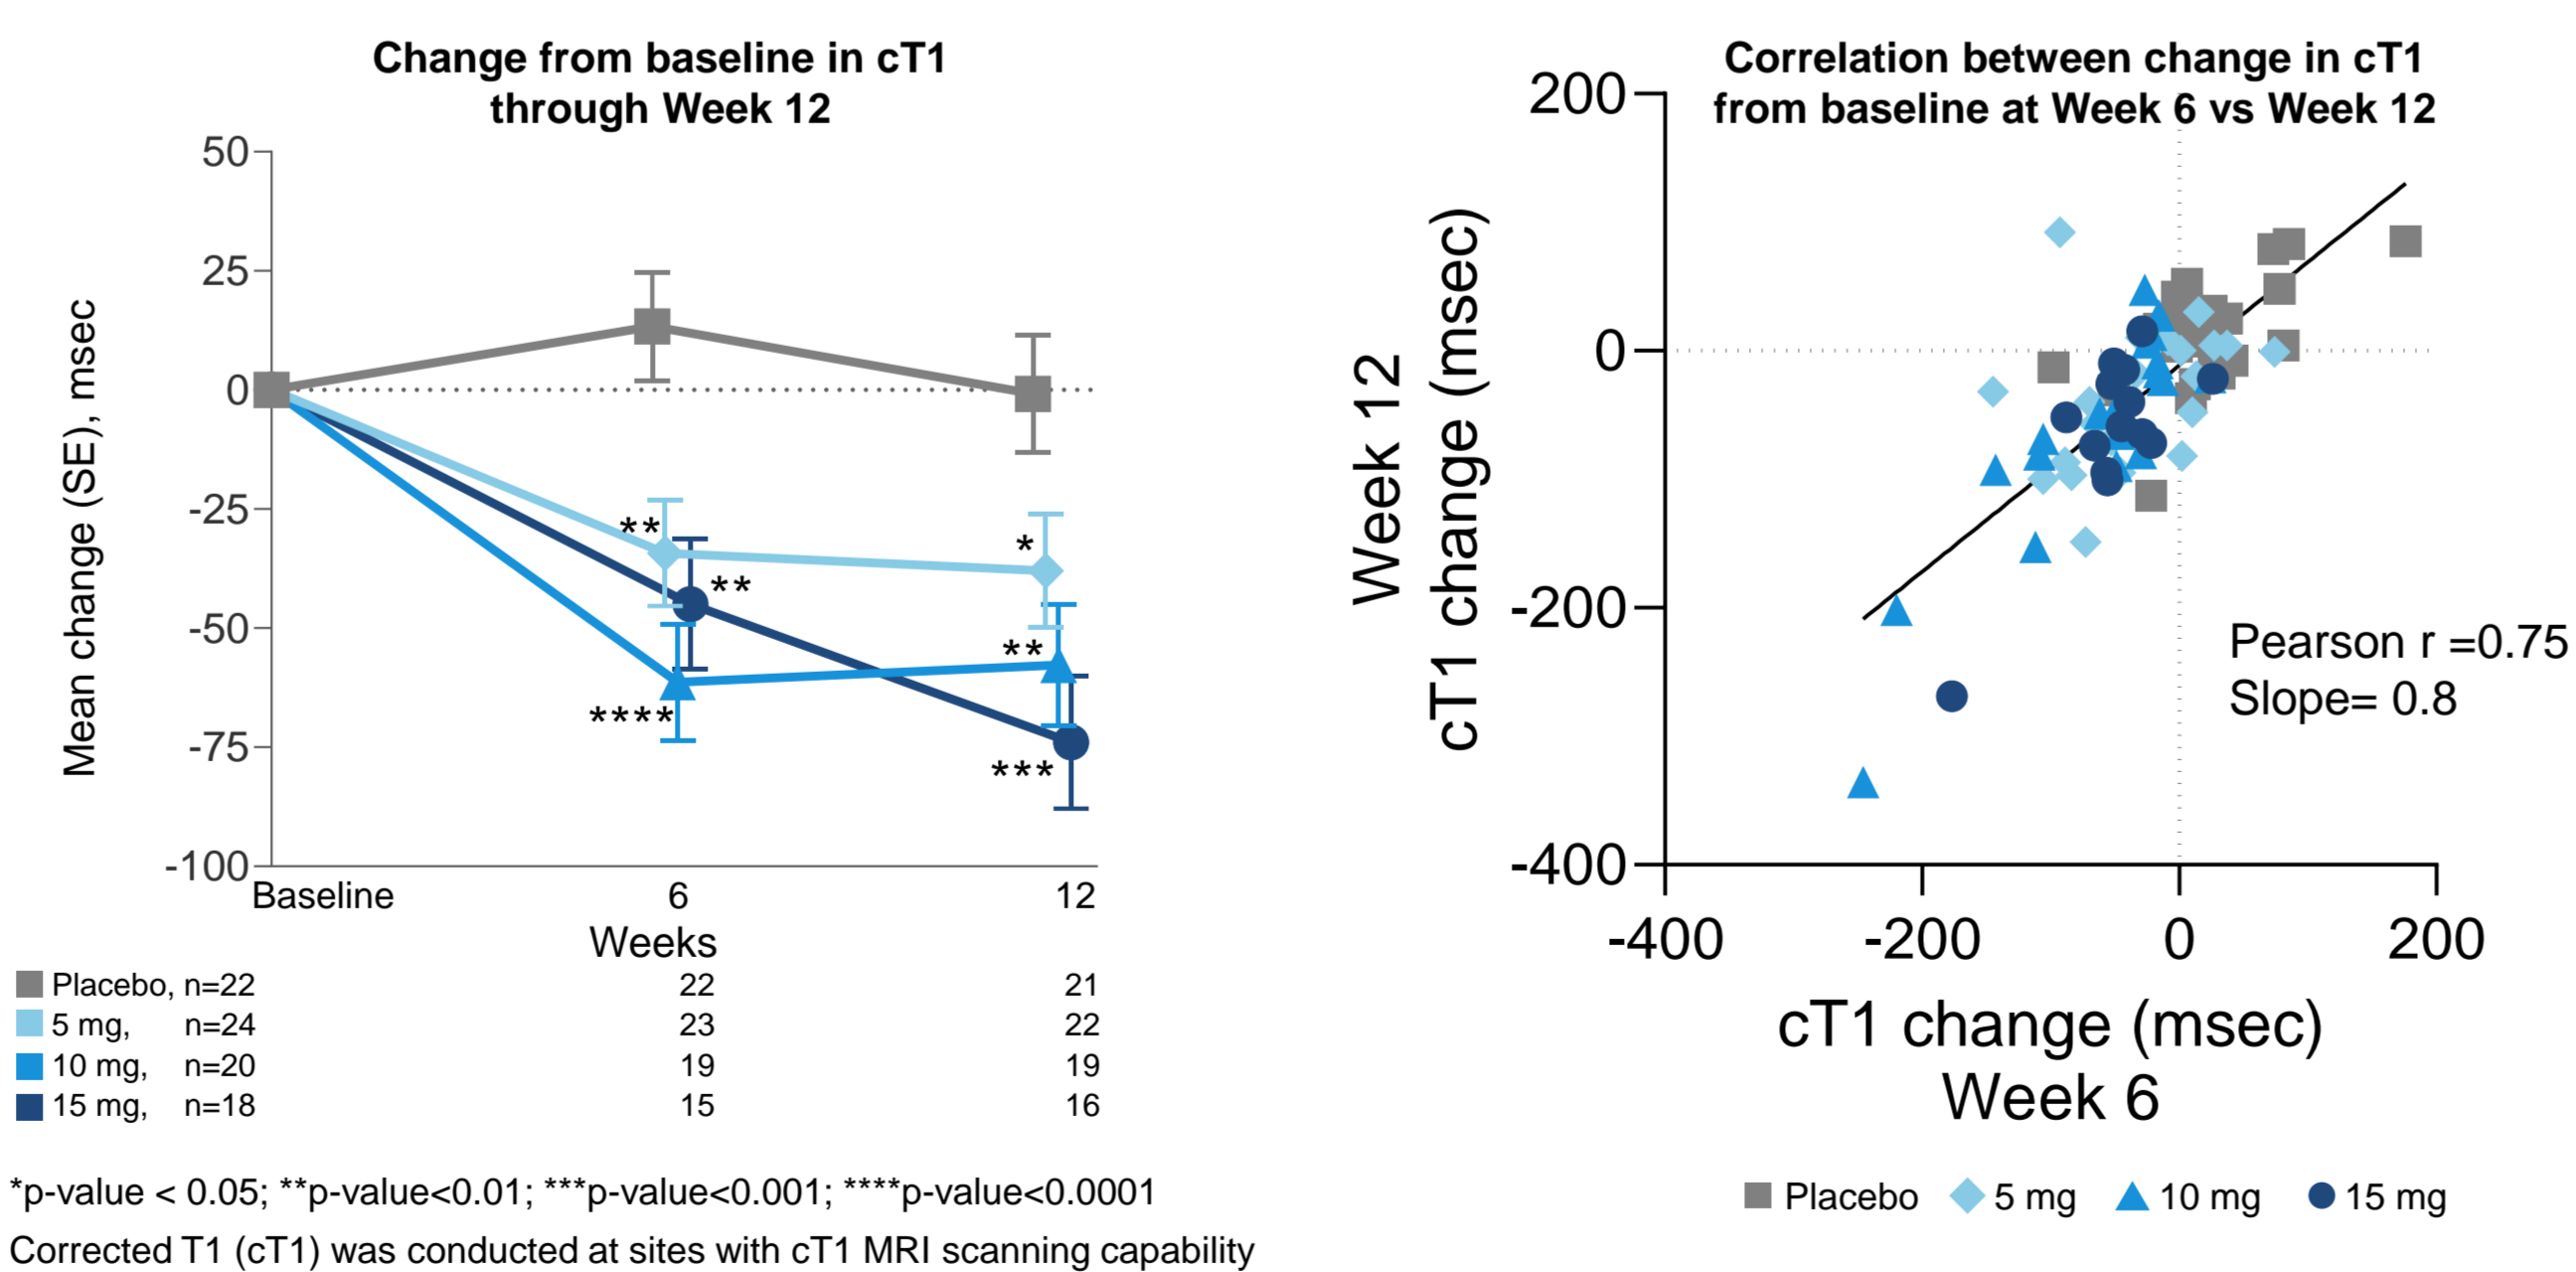 Change from baseline in cT1
through Week 12
Mean change (SE), msec
50
25
0
-25
-50
-75
-100
**
**
****
*
**
***
Baseline 6 12
Weeks
Placebo, n=22 22 21
5 mg, n=24 23 22
10 mg, n=20 19 19
15 mg, n=18 15 16
*p-value < 0.05; **p-value<0.01; ***p-value<0.001; ****p-value<0.0001
Corrected T1 (cT1) was conducted at sites with cT1 MRI scanning capability
Correlation between change in cT1
from baseline at Week 6 vs Week 12
Week 12
cT1 change (msec)
200
0
-200
-400
Pearson r =0.75
Slope= 0.8
-400 -200 0 200
cT1 change (msec)
Week 6
Placebo 5 mg 10 mg 15 mg